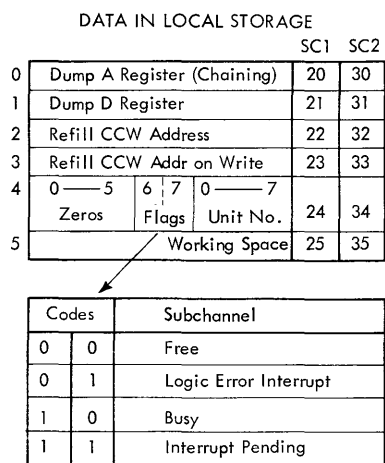 DATA IN LOCAL STORAGE
SC1 SC2
0 Dump A Register (Chaining) 20 30
1 Dump D Register 21 31
2 Refill CCW Address 22 32
3 Refill CCW Addr on Write 23 33
4 0 — 5 6 7 0 — 7
Zeros Flags Unit No. 24 34
5 Working Space 25 35
Codes Subchannel
0 0 Free
0 1 Logic Error Interrupt
1 0 Busy
1 1 Interrupt Pending